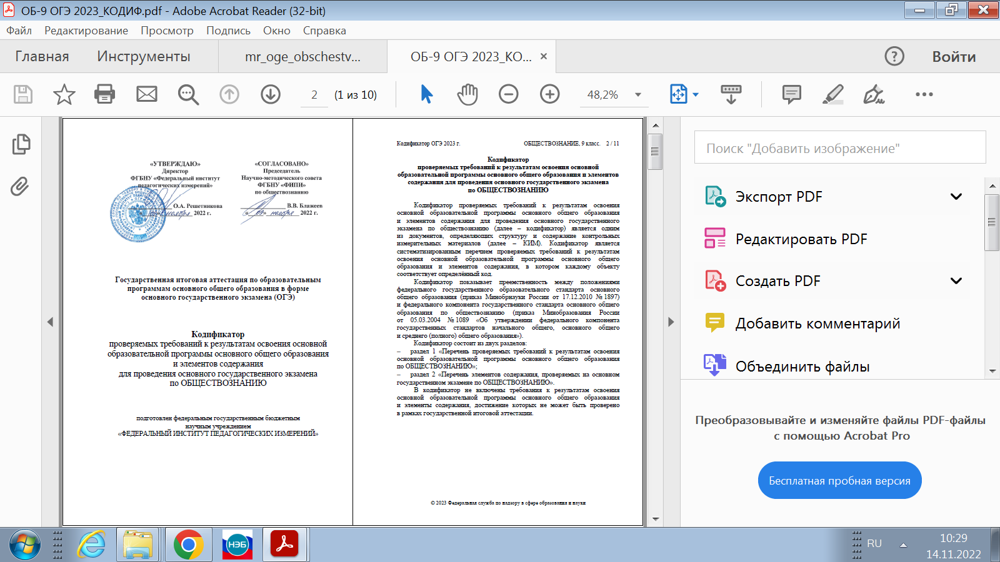 ОБ-9 ОГЭ 2023_КОДИФ.pdf - Adobe Acrobat Reader (32-bit)
Файл Редактирование Просмотр Подпись Окно Справка
Главная Инструменты mr_oge_obschestv... ОБ-9 ОГЭ 2023_КО... × ? Войти
2 (1 из 10) 48,2%
«УТВЕРЖДАЮ»
Директор
ФГБНУ «Федеральный институт
педагогических измерений»
О.А. Решетникова
2022 г.
«СОГЛАСОВАНО»
Председатель
Научно-методического совета
ФГБНУ «ФИПИ»
по обществознанию
В.В. Блажеев
«09» ноября 2022 г.
Государственная итоговая аттестация по образовательным
программам основного общего образования в форме
основного государственного экзамена (ОГЭ)
Кодификатор
проверяемых требований к результатам освоения основной
образовательной программы основного общего образования
и элементов содержания
для проведения основного государственного экзамена
по ОБЩЕСТВОЗНАНИЮ
подготовлен федеральным государственным бюджетным
научным учреждением
«ФЕДЕРАЛЬНЫЙ ИНСТИТУТ ПЕДАГОГИЧЕСКИХ ИЗМЕРЕНИЙ»
Кодификатор ОГЭ 2023 г. ОБЩЕСТВОЗНАНИЕ, 9 класс. 2 / 11
Кодификатор
проверяемых требований к результатам освоения основной
образовательной программы основного общего образования и элементов
содержания для проведения основного государственного экзамена
по ОБЩЕСТВОЗНАНИЮ
Кодификатор проверяемых требований к результатам освоения
основной образовательной программы основного общего образования
и элементов содержания для проведения основного государственного
экзамена по обществознанию (далее – кодификатор) является одним
из документов, определяющих структуру и содержание контрольных
измерительных материалов (далее – КИМ). Кодификатор является
систематизированным перечнем проверяемых требований к результатам
освоения основной образовательной программы основного общего
образования и элементов содержания, в котором каждому объекту
соответствует определённый код.
Кодификатор показывает преемственность между положениями
федерального государственного образовательного стандарта основного
общего образования (приказ Минобрнауки России от 17.12.2010 № 1897)
и федерального компонента государственного стандарта основного общего
образования по обществознанию (приказ Минобразования России
от 05.03.2004 № 1089 «Об утверждении федерального компонента
государственных стандартов начального общего, основного общего
и среднего (полного) общего образования»).
Кодификатор состоит из двух разделов:
– раздел 1 «Перечень проверяемых требований к результатам освоения
основной образовательной программы основного общего образования
по ОБЩЕСТВОЗНАНИЮ»;
– раздел 2 «Перечень элементов содержания, проверяемых на основном
государственном экзамене по ОБЩЕСТВОЗНАНИЮ».
В кодификатор не включены требования к результатам освоения
основной образовательной программы основного общего образования
и элементы содержания, достижение которых не может быть проверено
в рамках государственной итоговой аттестации.
© 2023 Федеральная служба по надзору в сфере образования и науки
Поиск "Добавить изображение"
Экспорт PDF
Редактировать PDF
Создать PDF
Добавить комментарий
Объединить файлы
Преобразовывайте и изменяйте файлы PDF-файлы
с помощью Acrobat Pro
Бесплатная пробная версия
НЭБ
RU
10:29
14.11.2022